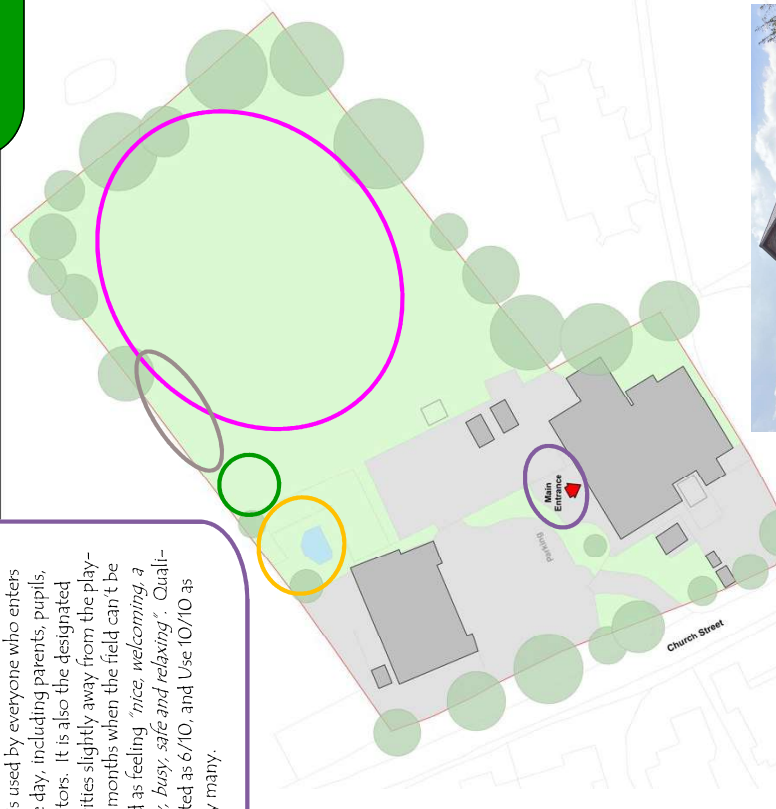 s used by everyone who enters
e day, including parents, pupils,
tors. It is also the designated
ities slightly away from the play-
months when the field can't be
d as feeling "nice, welcoming, a
, busy, safe and relaxing". Quali-
ted as 6/10, and Use 10/10 as
y many.
Main
Entrance
Parking
Church Street